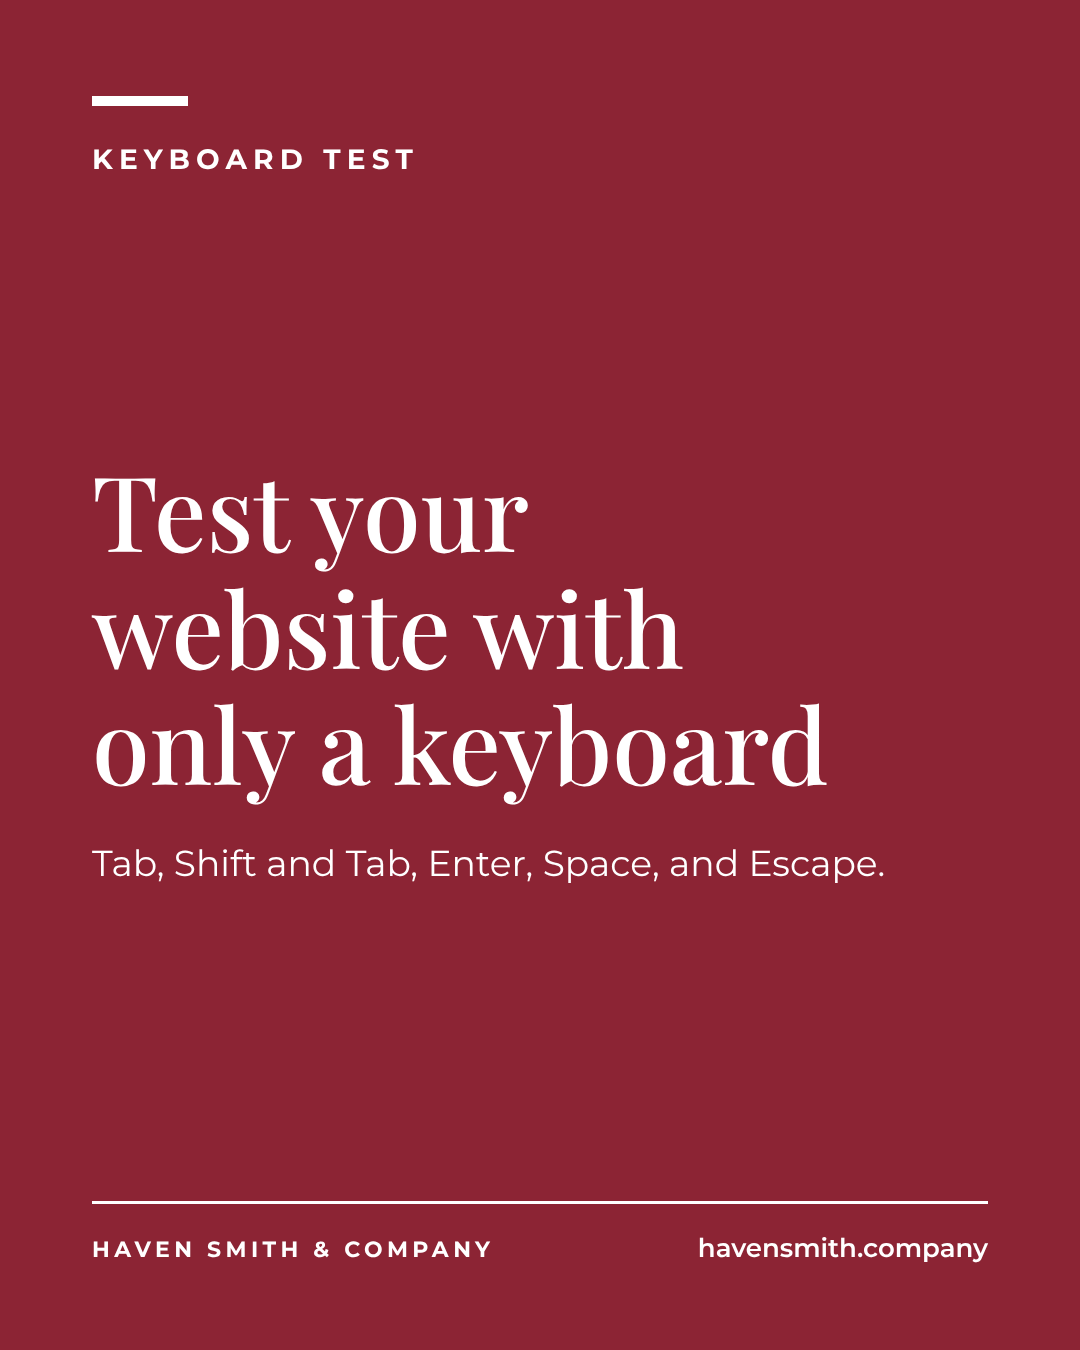 KEYBOARD TEST
Test your
website with
only a keyboard
Tab, Shift and Tab, Enter, Space, and Escape.
HAVEN SMITH & COMPANY
havensmith.company